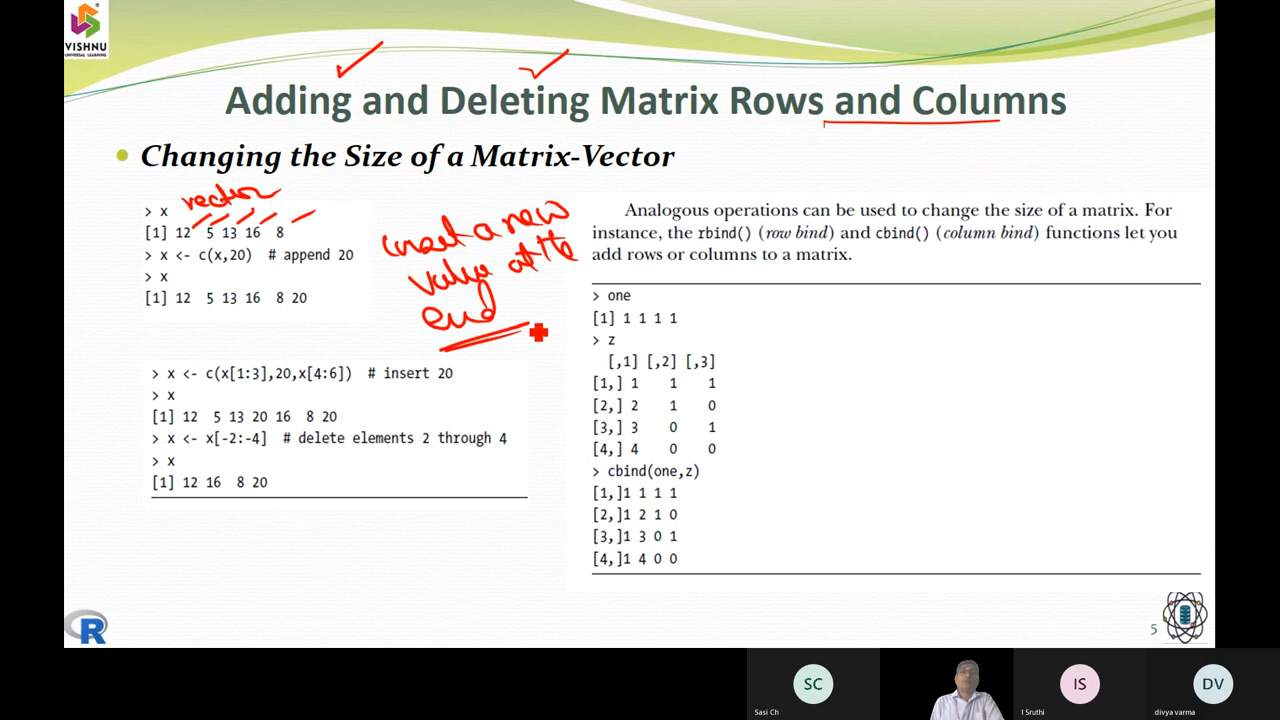 VISHNU
UNIVERSAL LEARNING
Adding and Deleting Matrix Rows and Columns
Changing the Size of a Matrix-Vector
vector
> x
[1] 12 5 13 16 8
> x <- c(x,20) # append 20
> x
[1] 12 5 13 16 8 20
insert a new
value at the
end
> x <- c(x[1:3],20,x[4:6]) # insert 20
> x
[1] 12 5 13 20 16 8 20
> x <- x[-2:-4] # delete elements 2 through 4
> x
[1] 12 16 8 20
Analogous operations can be used to change the size of a matrix. For
instance, the rbind() (row bind) and cbind() (column bind) functions let you
add rows or columns to a matrix.
> one
[1] 1 1 1 1
> z
[,1] [,2] [,3]
[1,] 1 1 1
[2,] 2 1 0
[3,] 3 0 1
[4,] 4 0 0
> cbind(one,z)
[1,]1 1 1 1
[2,]1 2 1 0
[3,]1 3 0 1
[4,]1 4 0 0
R
5
SC
IS
DV
Sasi Ch
I Sruthi
divya varma